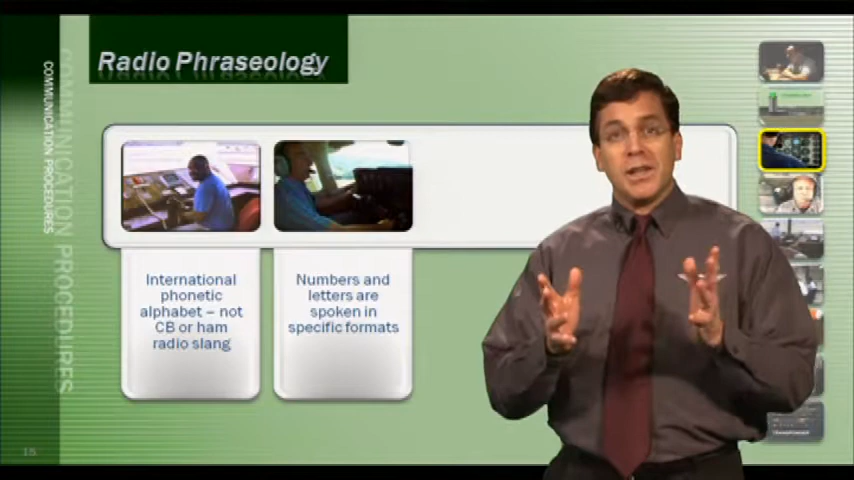 Radio Phraseology
COMMUNICATION PROCEDURES
COMMUNICATION PROCEDURES
International
phonetic
alphabet – not
CB or ham
radio slang
Numbers and
letters are
spoken in
specific formats
18